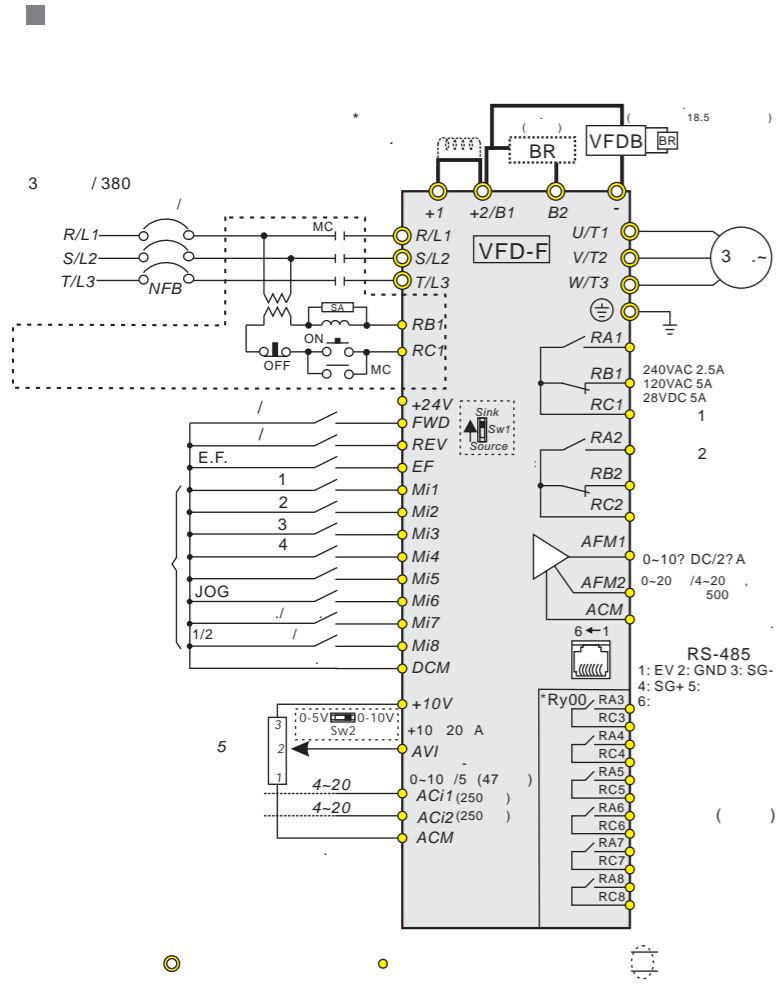 *
.
( . )
( 18.5 )
BR
VFDB
BR
3 / 380
/
+1
+2/B1
B2
-
R/L1
MC
R/L1
VFD-F
U/T1
S/L2
S/L2
V/T2
3 .~
T/L3
NFB
T/L3
W/T3
SA
RB1
ON
RC1
OFF
MC
RA1
RB1
240VAC 2.5A
120VAC 5A
28VDC 5A
RC1
1
+24V
Sink
/
FWD
Sw1
/
REV
Source
RA2
2
E.F.
EF
:
1
Mi1
RB2
2
Mi2
RC2
3
Mi3
4
Mi4
AFM1
0~10? DC/2? A
Mi5
AFM2
0~20 /4~20 ,
500
JOG
Mi6
ACM
./ .
Mi7
6 1
1/2 /
Mi8
.
DCM
RS-485
1: EV 2: GND 3: SG-
4: SG+ 5:
6:
+10V
*Ry00
RA3
3
0-5V
0-10V
Sw2
+10 20 A
RC3
5
2
AVI
RA4
RC4
-
1
0~10 /5 (47 )
RA5
4~20
ACi1 (250 )
RC5
4~20
ACi2 (250 )
RA6
RC6
( )
ACM
RA7
.
RC7
RA8
RC8